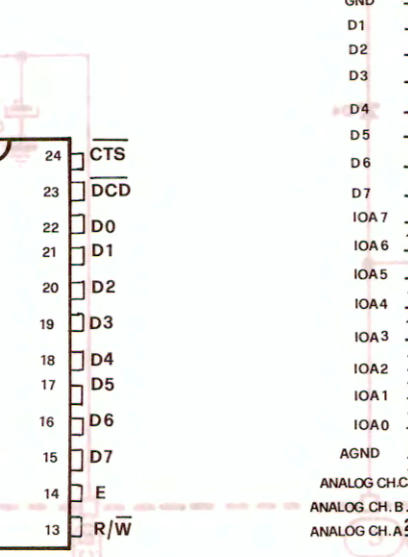 24 C̅T̅S̅
23 D̅C̅D̅
22 D0
21 D1
20 D2
19 D3
18 D4
17 D5
16 D6
15 D7
14 E
13 R/W̅
GND
D1
D2
D3
D4
D5
D6
D7
IOA7
IOA6
IOA5
IOA4
IOA3
IOA2
IOA1
IOA0
AGND
ANALOG CH.C
ANALOG CH.B
ANALOG CH.A